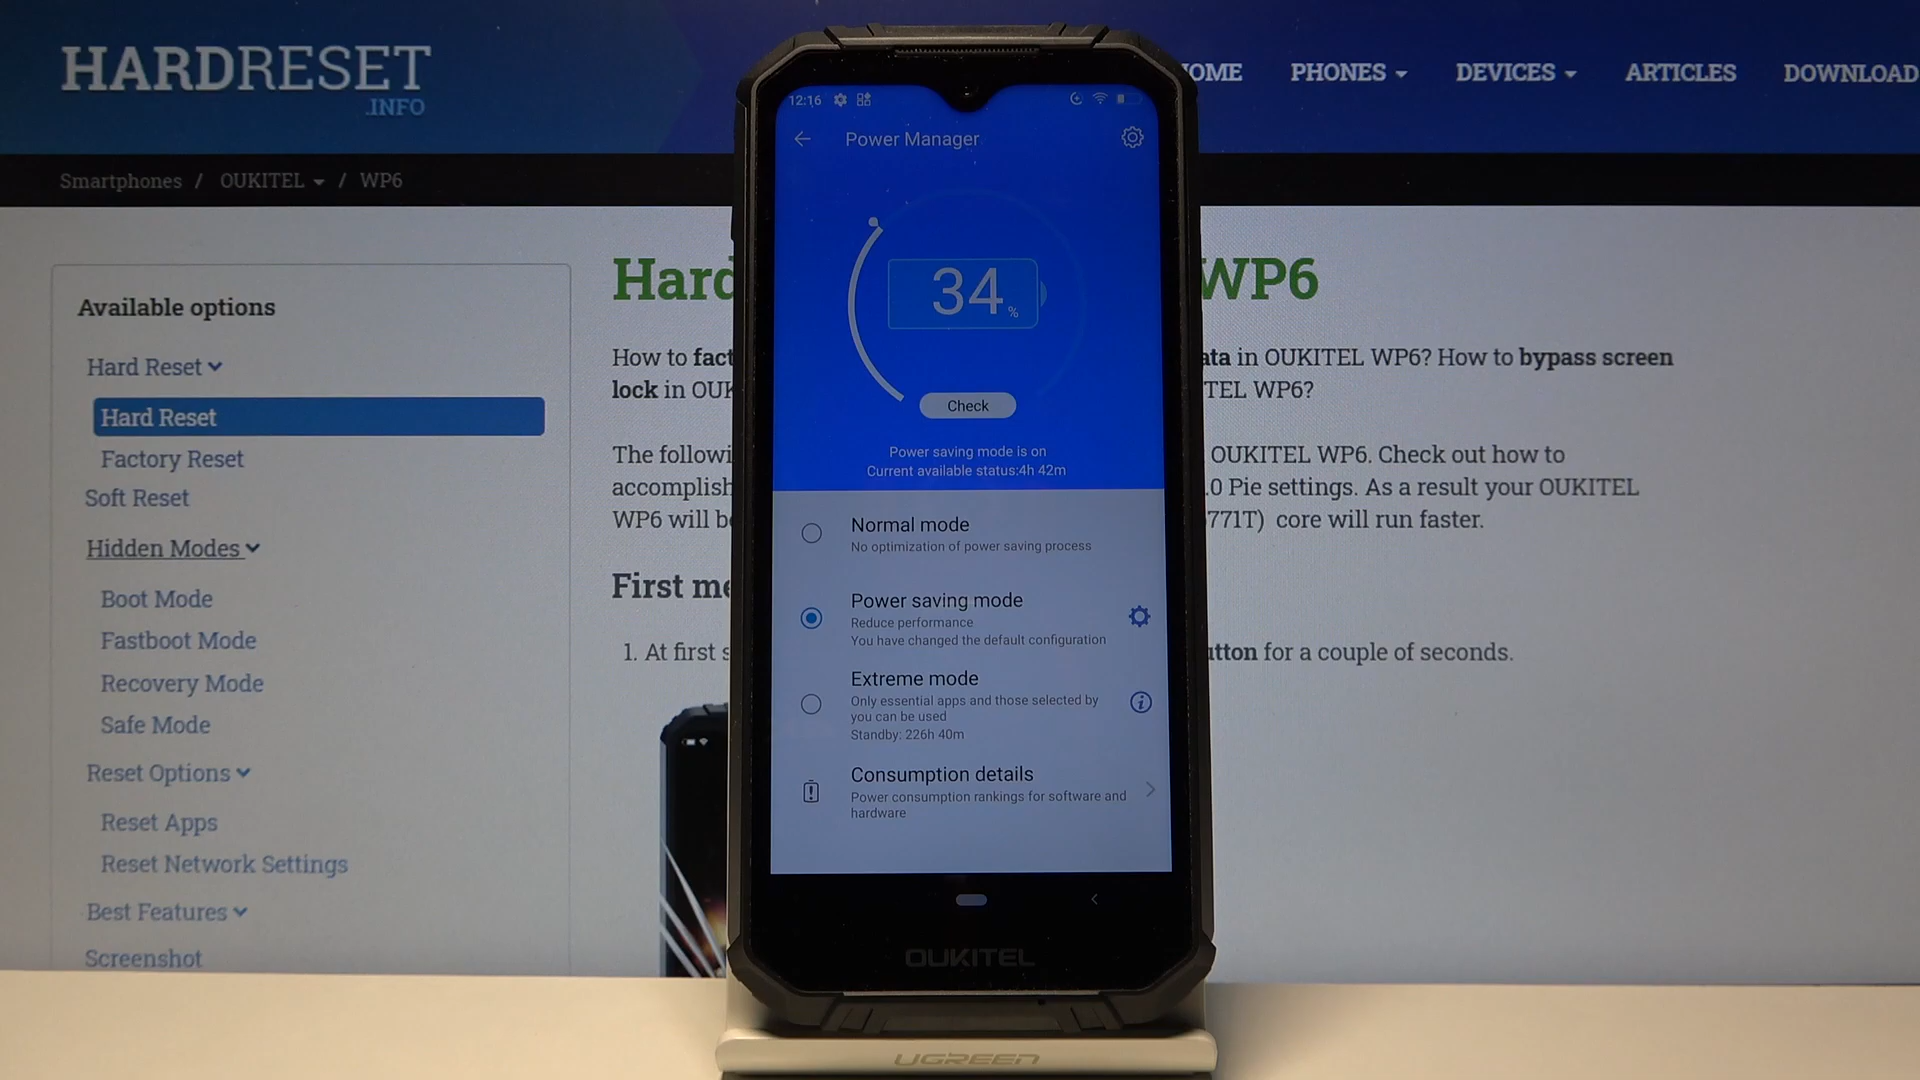 HARDRESET
.INFO
OME
PHONES
DEVICES
ARTICLES
DOWNLOAD
Smartphones / OUKITEL / WP6
Available options
Hard Reset
Hard Reset
Factory Reset
Soft Reset
Hidden Modes
Boot Mode
Fastboot Mode
Recovery Mode
Safe Mode
Reset Options
Reset Apps
Reset Network Settings
Best Features
Screenshot
Hard WP6
How to fact ata in OUKITEL WP6? How to bypass screen
lock in OUK TEL WP6?
The followi OUKITEL WP6. Check out how to
accomplish .0 Pie settings. As a result your OUKITEL
WP6 will b 771T) core will run faster.
First me
1. At first s utton for a couple of seconds.
12:16
Power Manager
34%
Check
Power saving mode is on
Current available status:4h 42m
Normal mode
No optimization of power saving process
Power saving mode
Reduce performance
You have changed the default configuration
Extreme mode
Only essential apps and those selected by
you can be used
Standby: 226h 40m
Consumption details
Power consumption rankings for software and
hardware
OUKITEL
UGREEN